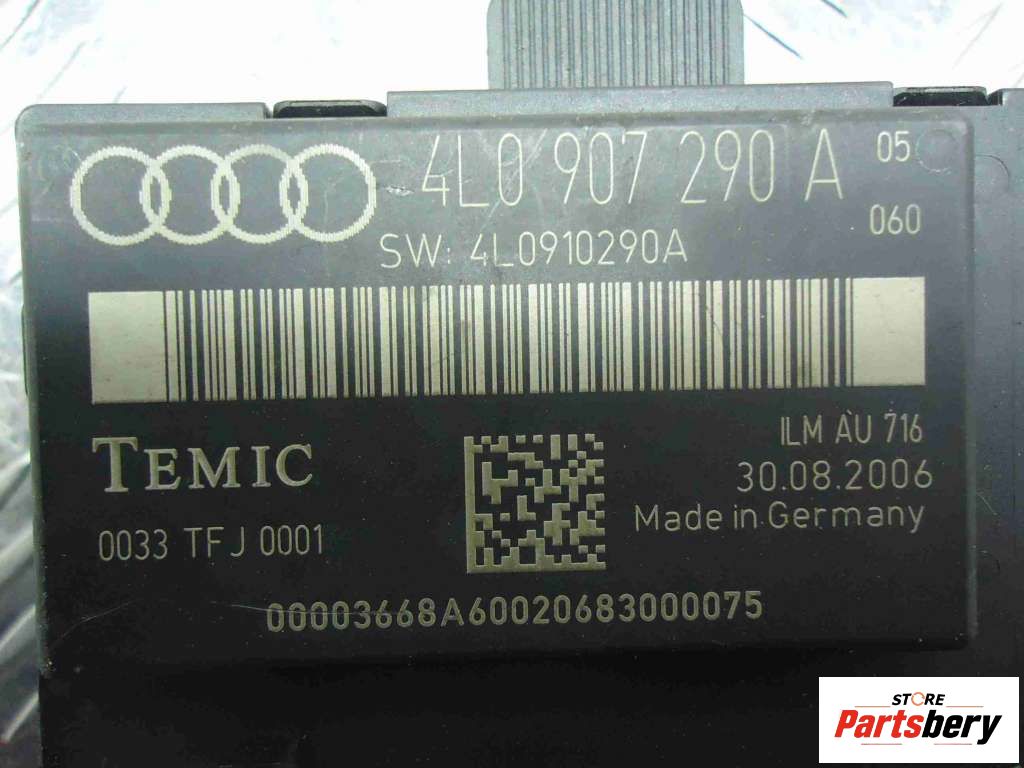 4L0 907 290 A 05
060
SW: 4L0910290A
TEMIC
ILM AU 716
30.08.2006
0033 TFJ 0001
Made in Germany
00003668A60020683000075
STORE
Partsbery